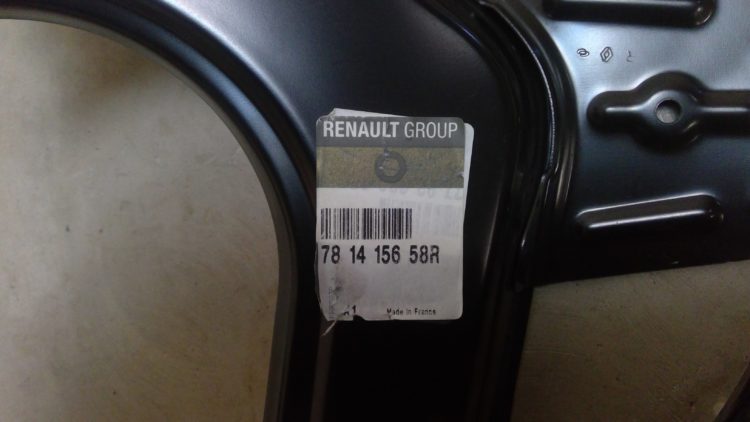 RENAULT GROUP
78 14 156 58R
Made in France